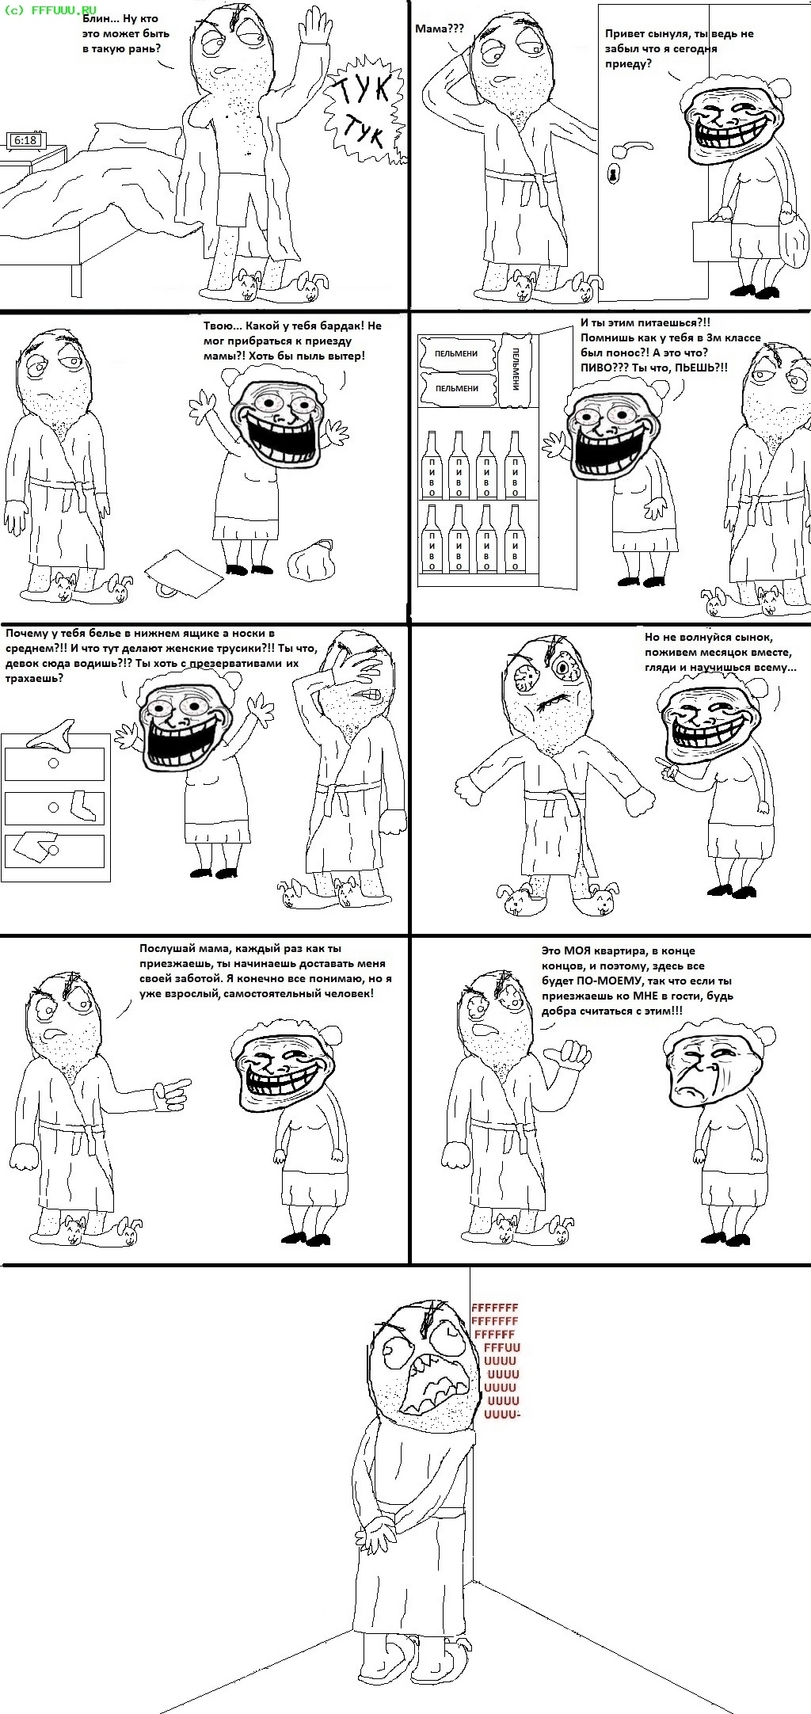 (c) FFFUUU.RU
Блин... Ну кто
это может быть
в такую рань?
6:18
ТУК
ТУК
Мама???
Привет сынуля, ты ведь не
забыл что я сегодня
приеду?
Твою... Какой у тебя бардак! Не
мог прибраться к приезду
мамы?! Хоть бы пыль вытер!
И ты этим питаешься?!!
Помнишь как у тебя в 3м классе
был понос?! А это что?
ПИВО??? Ты что, ПЬЕШЬ?!!
ПЕЛЬМЕНИ
ПЕЛЬМЕНИ
ПЕЛЬМЕНИ
ПИВО
ПИВО
ПИВО
ПИВО
ПИВО
ПИВО
ПИВО
ПИВО
Почему у тебя белье в нижнем ящике а носки в
среднем?!! И что тут делают женские трусики?!! Ты что,
девок сюда водишь?!? Ты хоть с презервативами их
трахаешь?
Но не волнуйся сынок,
поживем месяцок вместе,
гляди и научишься всему...
Послушай мама, каждый раз как ты
приезжаешь, ты начинаешь доставать меня
своей заботой. Я конечно все понимаю, но я
уже взрослый, самостоятельный человек!
Это МОЯ квартира, в конце
концов, и поэтому, здесь все
будет ПО-МОЕМУ, так что если ты
приезжаешь ко МНЕ в гости, будь
добра считаться с этим!!!
FFFFFFF
FFFFFFF
FFFFFF
FFFUU
UUUU
UUUU
UUUU
UUUU
UUUU-